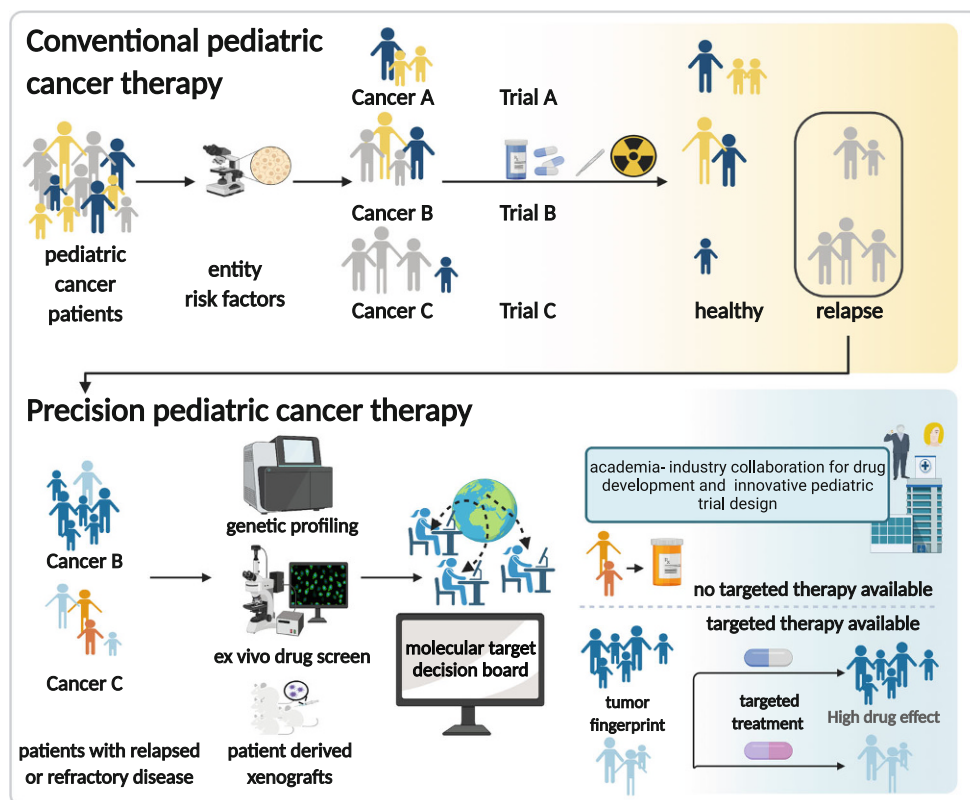 Conventional pediatric
cancer therapy
Cancer A
Trial A
Cancer B
Trial B
pediatric
cancer
patients
entity
risk factors
Cancer C
Trial C
healthy
relapse
Precision pediatric cancer therapy
genetic profiling
Cancer B
ex vivo drug screen
Cancer C
patients with relapsed
or refractory disease
patient derived
xenografts
molecular target
decision board
academia- industry collaboration for drug
development and innovative pediatric
trial design
no targeted therapy available
targeted therapy available
tumor
fingerprint
targeted
treatment
High drug effect